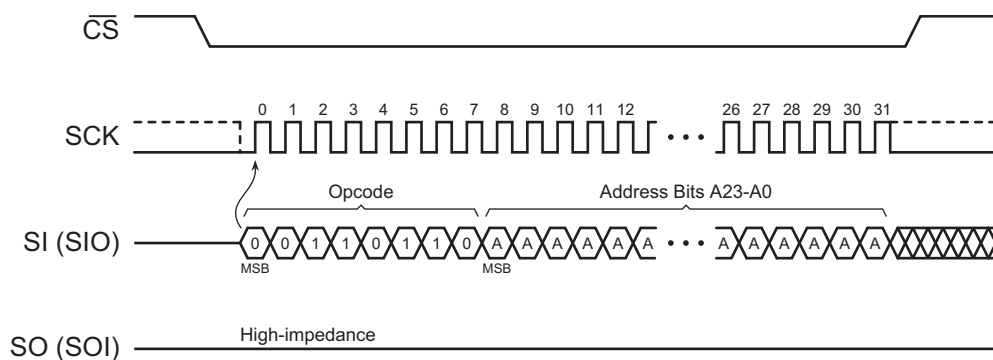 CS
0 1 2 3 4 5 6 7 8 9 10 11 12 26 27 28 29 30 31
SCK
Opcode Address Bits A23-A0
SI (SIO) 0 0 1 1 0 1 1 0 A A A A A A A A A A A A
MSB MSB
High-impedance
SO (SOI)